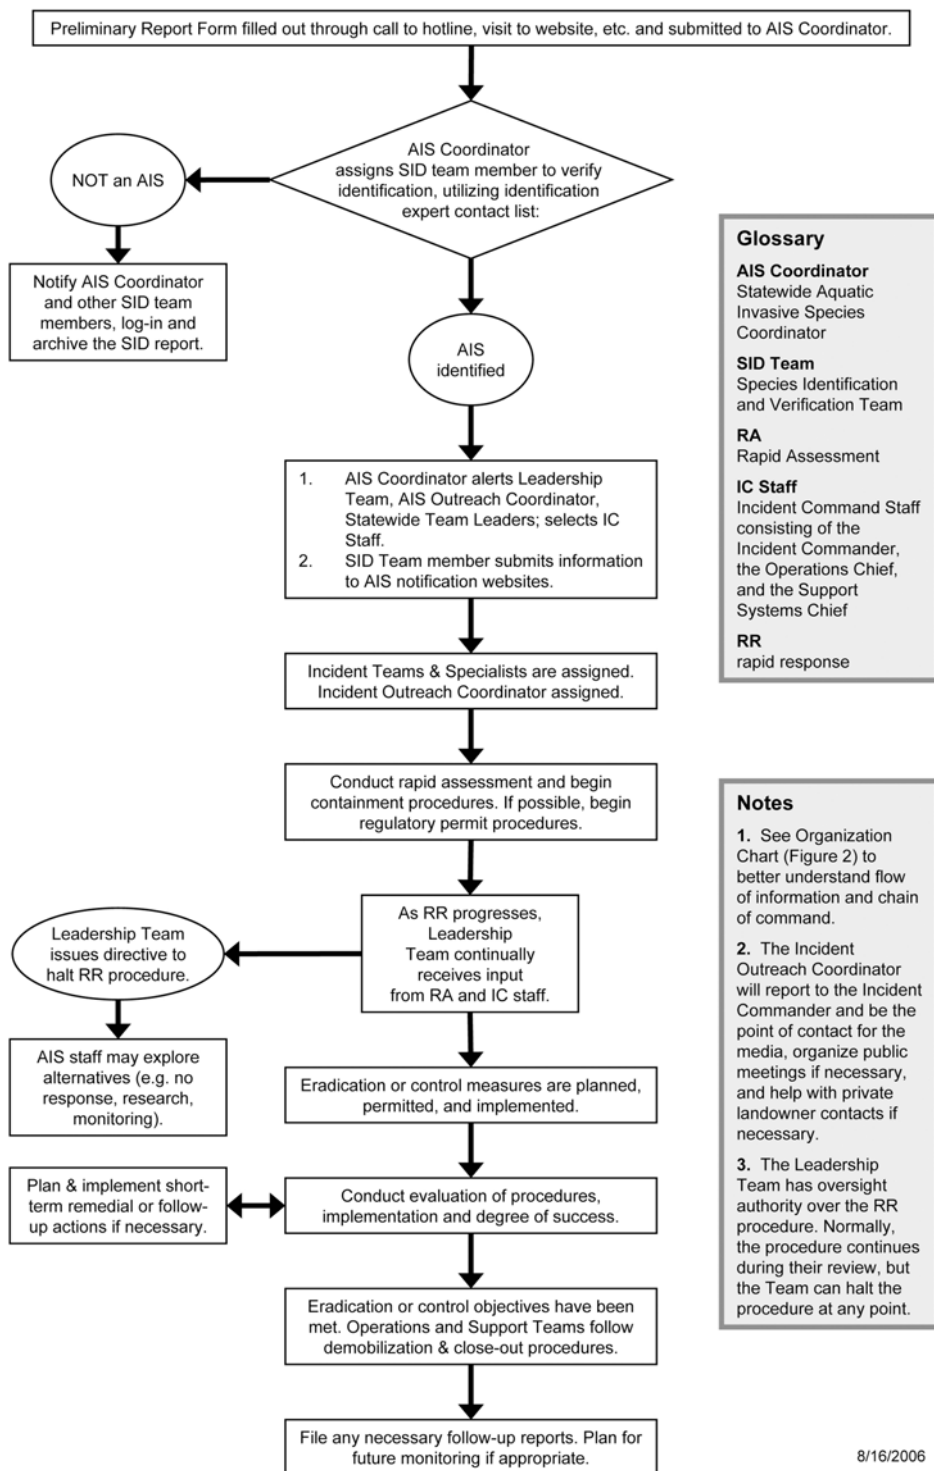 Preliminary Report Form filled out through call to hotline, visit to website, etc. and submitted to AIS Coordinator.
AIS Coordinator
assigns SID team member to verify
identification, utilizing identification
expert contact list:
NOT an AIS
Notify AIS Coordinator
and other SID team
members, log-in and
archive the SID report.
AIS
identified
1. AIS Coordinator alerts Leadership
Team, AIS Outreach Coordinator,
Statewide Team Leaders; selects IC
Staff.
2. SID Team member submits information
to AIS notification websites.
Incident Teams & Specialists are assigned.
Incident Outreach Coordinator assigned.
Conduct rapid assessment and begin
containment procedures. If possible, begin
regulatory permit procedures.
As RR progresses,
Leadership
Team continually
receives input
from RA and IC staff.
Leadership Team
issues directive to
halt RR procedure.
AIS staff may explore
alternatives (e.g. no
response, research,
monitoring).
Eradication or control measures are planned,
permitted, and implemented.
Plan & implement short-
term remedial or follow-
up actions if necessary.
Conduct evaluation of procedures,
implementation and degree of success.
Eradication or control objectives have been
met. Operations and Support Teams follow
demobilization & close-out procedures.
File any necessary follow-up reports. Plan for
future monitoring if appropriate.
Glossary
AIS Coordinator
Statewide Aquatic
Invasive Species
Coordinator
SID Team
Species Identification
and Verification Team
RA
Rapid Assessment
IC Staff
Incident Command Staff
consisting of the
Incident Commander,
the Operations Chief,
and the Support
Systems Chief
RR
rapid response
Notes
1. See Organization
Chart (Figure 2) to
better understand flow
of information and chain
of command.
2. The Incident
Outreach Coordinator
will report to the Incident
Commander and be the
point of contact for the
media, organize public
meetings if necessary,
and help with private
landowner contacts if
necessary.
3. The Leadership
Team has oversight
authority over the RR
procedure. Normally,
the procedure continues
during their review, but
the Team can halt the
procedure at any point.
8/16/2006